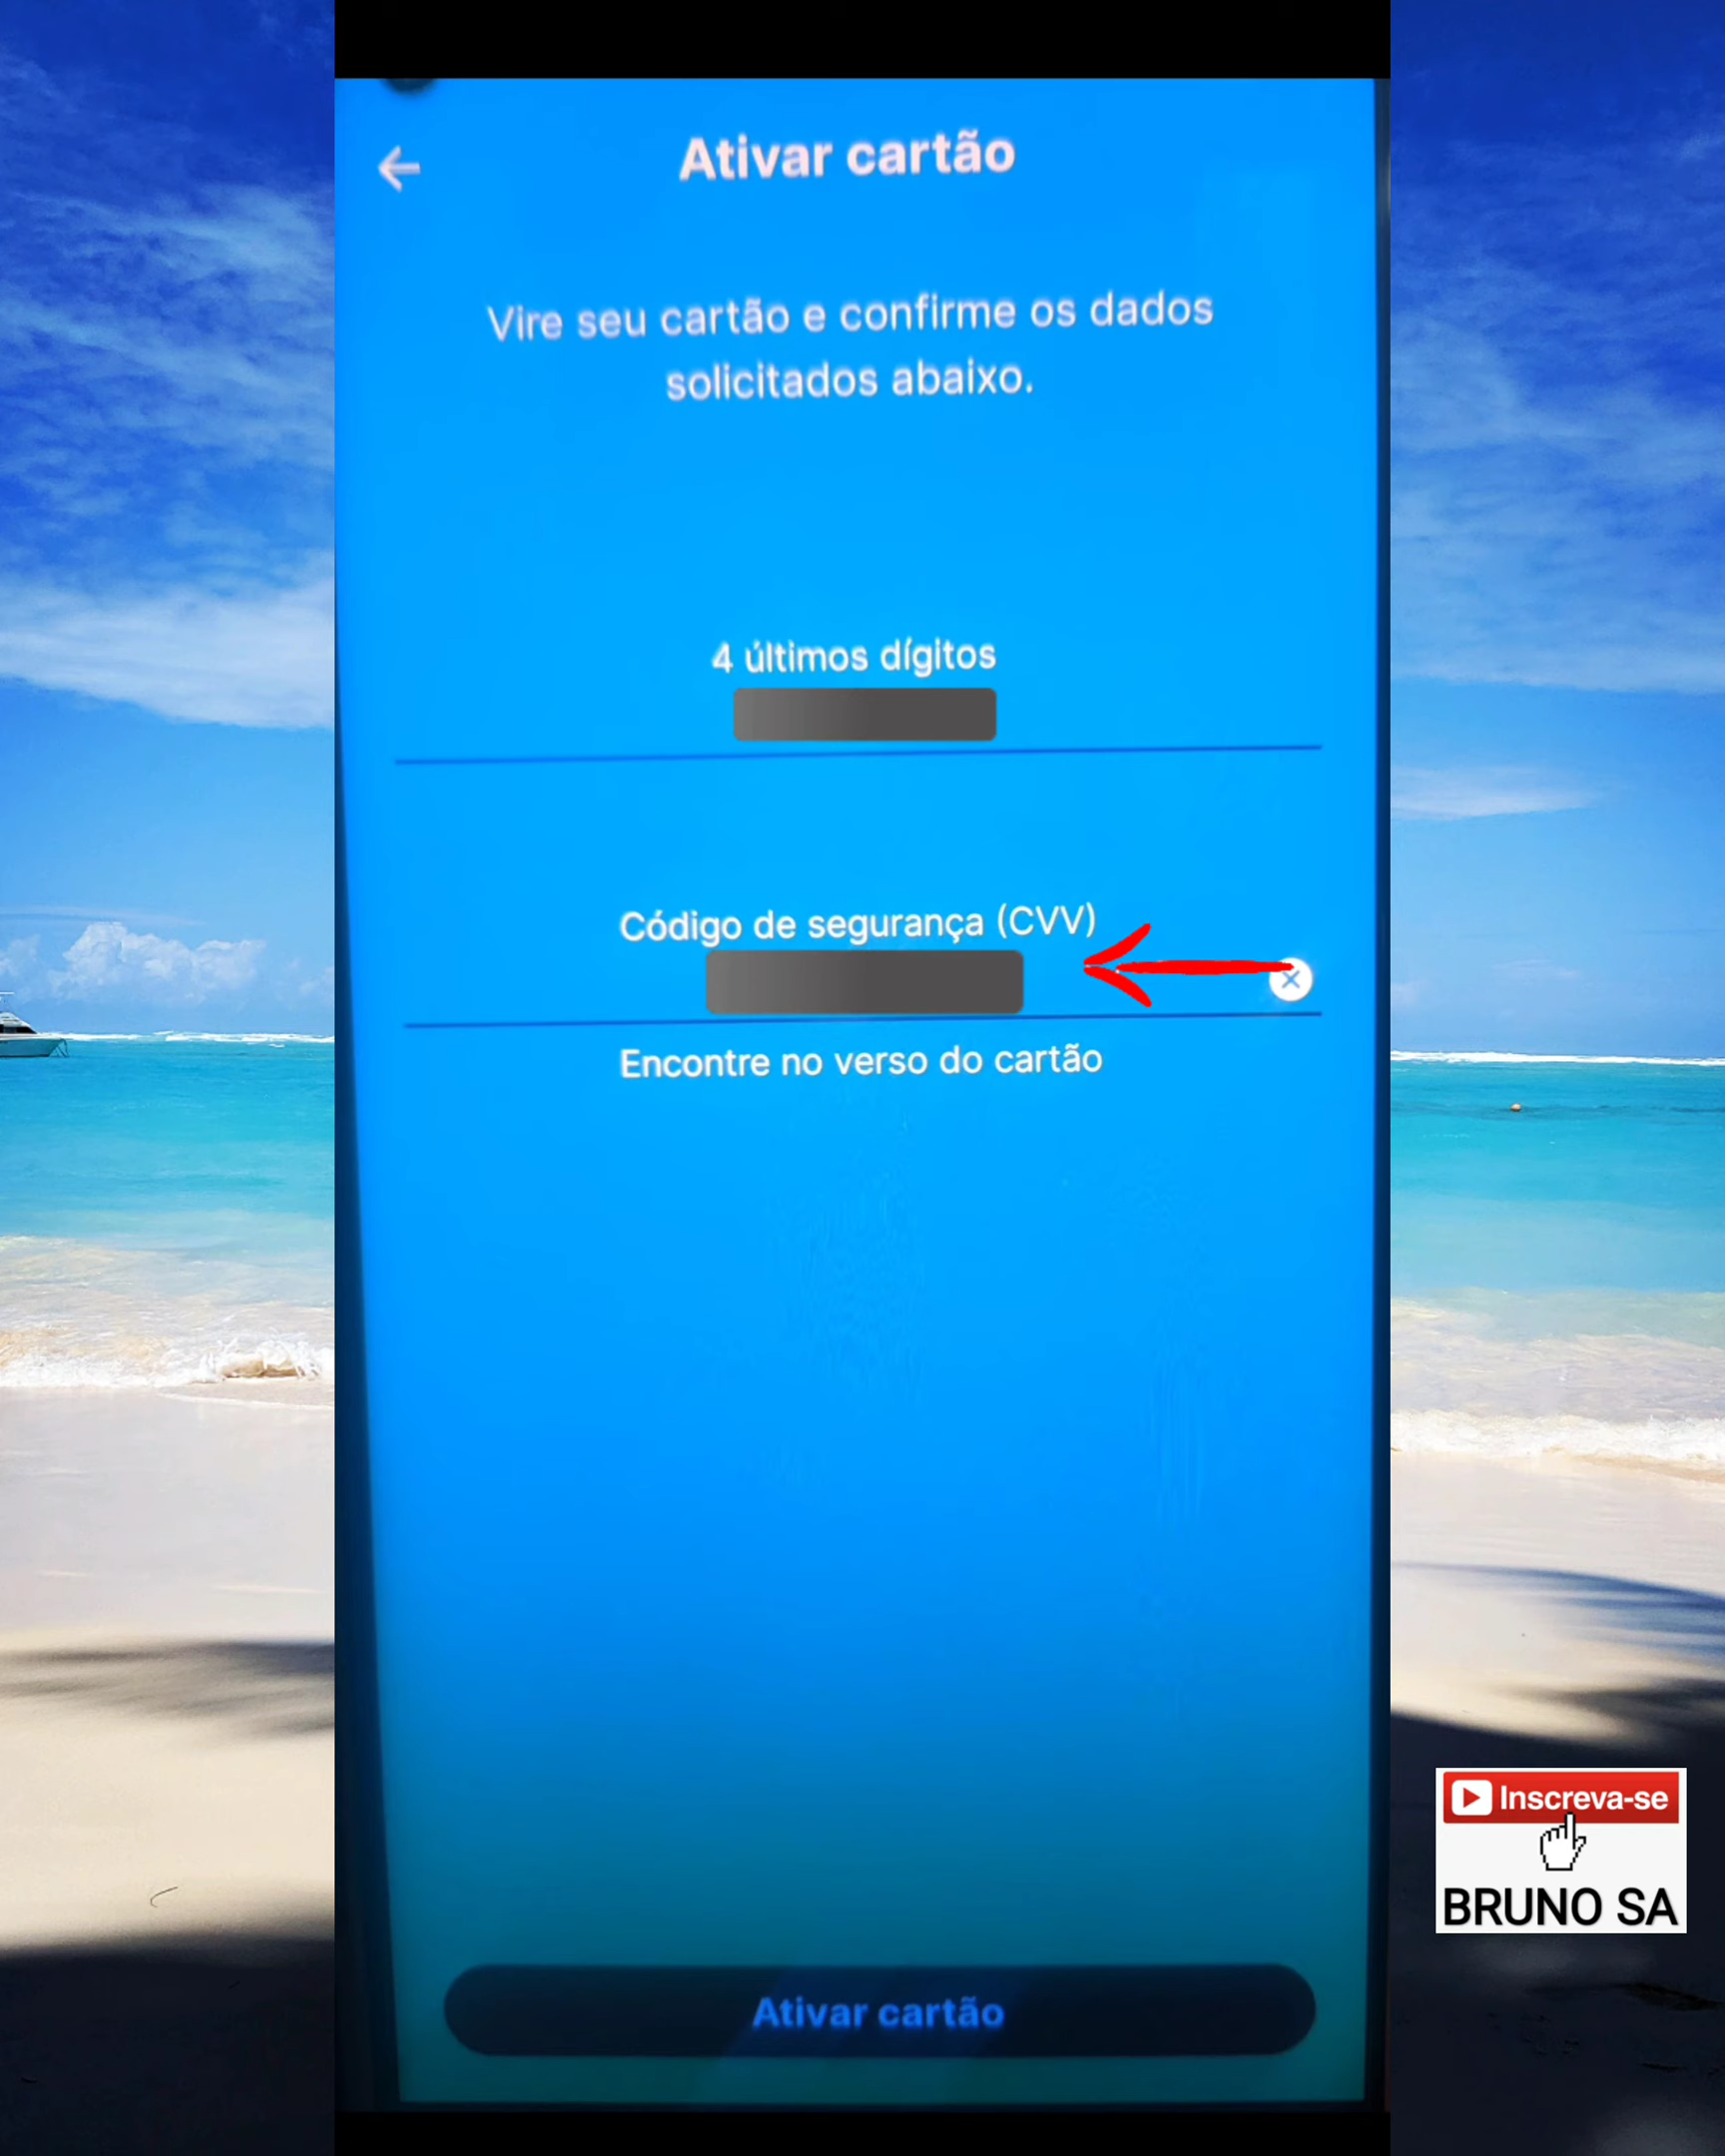 Ativar cartão
Vire seu cartão e confirme os dados
solicitados abaixo.
4 últimos dígitos
Código de segurança (CVV)
Encontre no verso do cartão
Ativar cartão
Inscreva-se
BRUNO SA